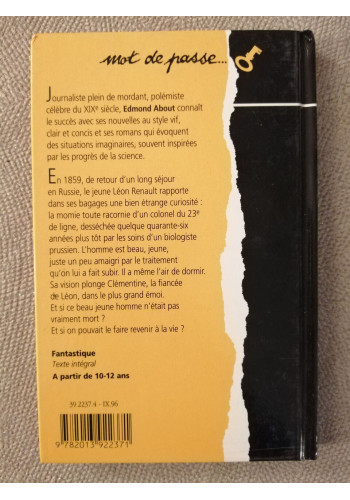 mot de passe...
Journaliste plein de mordant, polémiste
célèbre du XIXe siècle, Edmond About connaît
le succès avec ses nouvelles au style vif,
clair et concis et ses romans qui évoquent
des situations imaginaires, souvent inspirées
par les progrès de la science.
En 1859, de retour d'un long séjour
en Russie, le jeune Léon Renault rapporte
dans ses bagages une bien étrange curiosité :
la momie toute racornie d'un colonel du 23e
de ligne, desséchée quelque quarante-six
années plus tôt par les soins d'un biologiste
prussien. L'homme est beau, jeune,
juste un peu amaigri par le traitement
qu'on lui a fait subir. Il a même l'air de dormir.
Sa vision plonge Clémentine, la fiancée
de Léon, dans le plus grand émoi.
Et si ce beau jeune homme n'était pas
vraiment mort ?
Et si on pouvait le faire revenir à la vie ?
Fantastique
Texte intégral
A partir de 10-12 ans
39.2237.4 - IX.96
9 782013 922371